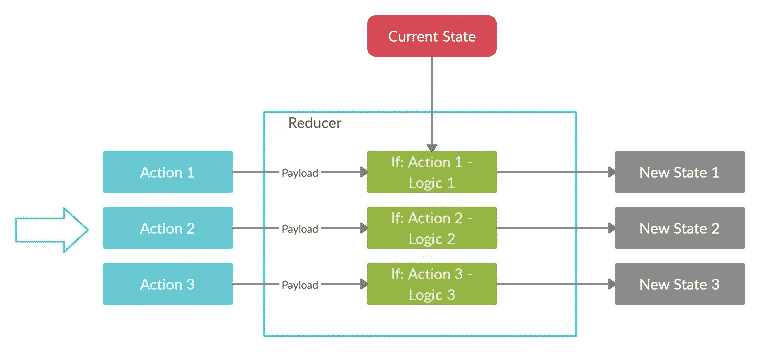 Current State
Reducer
Action 1
Payload
If: Action 1 -
Logic 1
New State 1
Action 2
Payload
If: Action 2 -
Logic 2
New State 2
Action 3
Payload
If: Action 3 -
Logic 3
New State 3